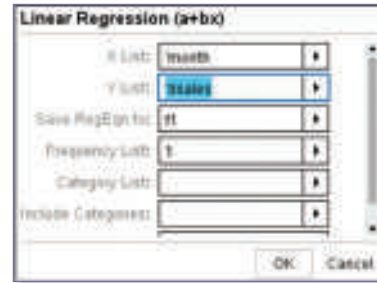 Linear Regression (a+bx)
X List: 'month
Y List: 'tsales
Save RegEqn to: f1
Frequency List: 1
Category List:
Include Categories:
OK Cancel